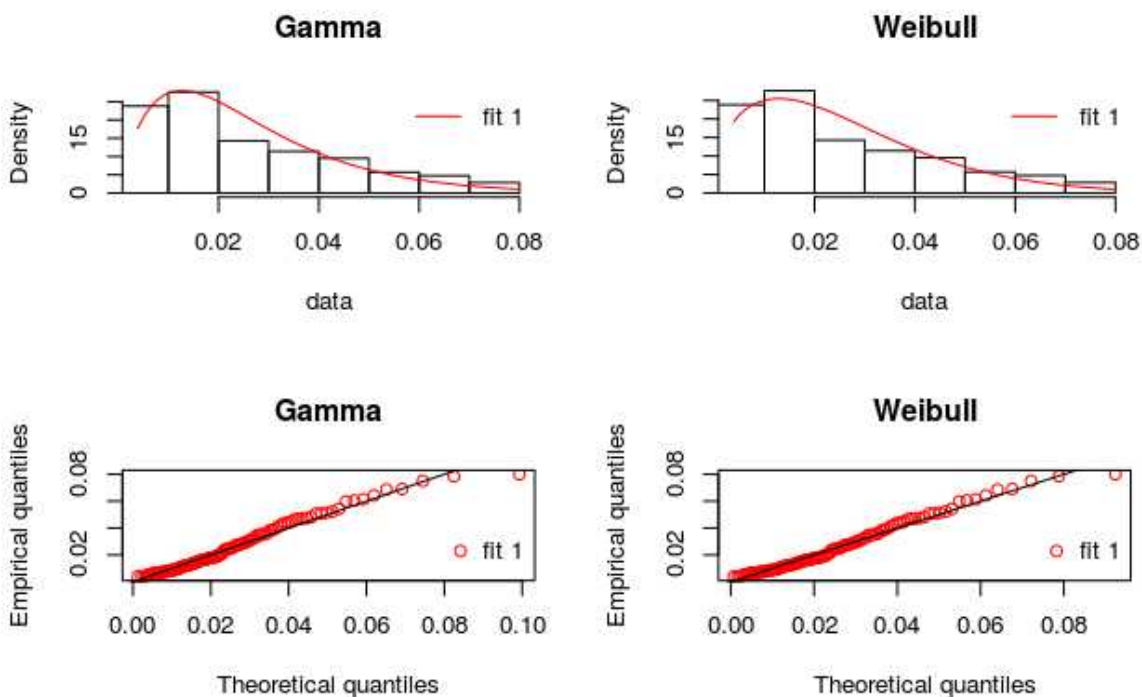 Gamma
Density
0 15
fit 1
0.02 0.04 0.06 0.08
data
Weibull
Density
0 15
fit 1
0.02 0.04 0.06 0.08
data
Gamma
Empirical quantiles
0.02 0.08
fit 1
0.00 0.02 0.04 0.06 0.08 0.10
Theoretical quantiles
Weibull
Empirical quantiles
0.02 0.08
fit 1
0.00 0.02 0.04 0.06 0.08
Theoretical quantiles